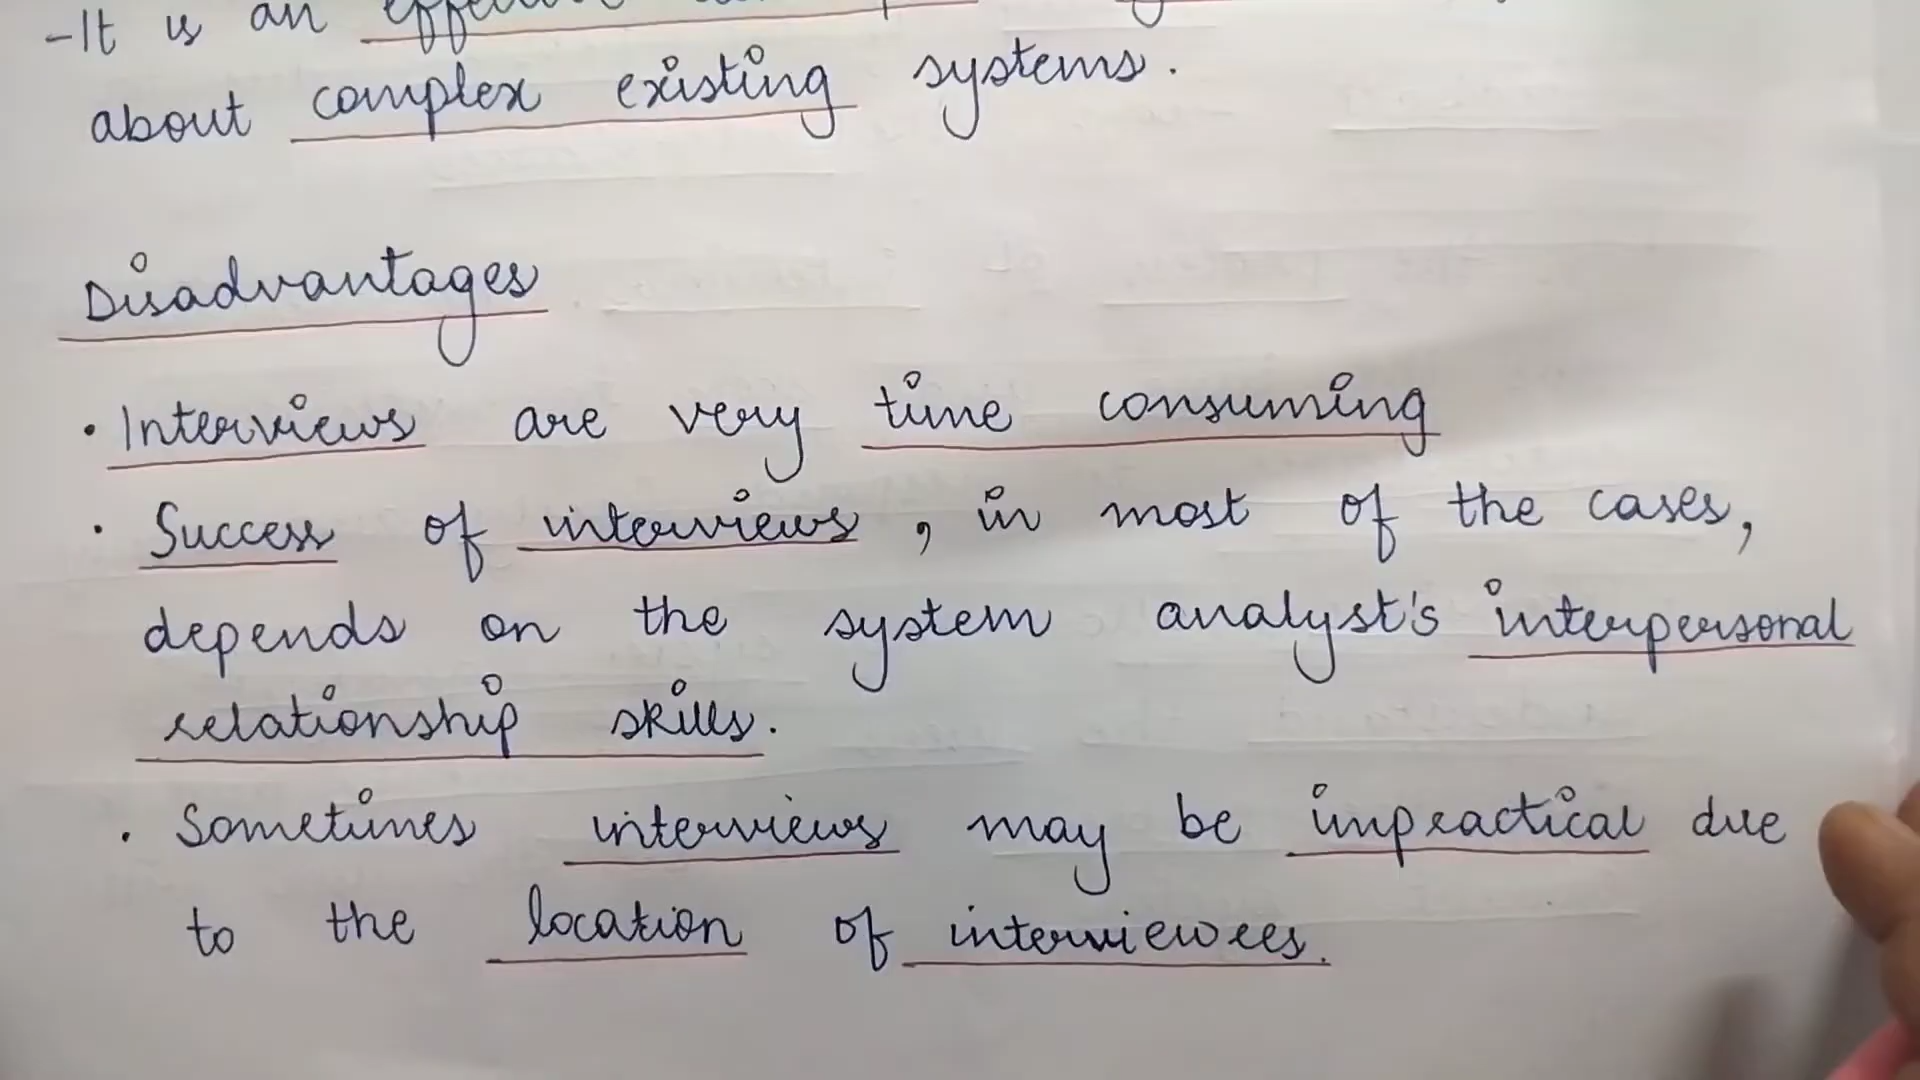 -It is an effective
about complex existing systems.
Disadvantages
• Interviews are very time consuming
• Success of interviews, in most of the cases,
depends on the system analyst's interpersonal
relationship skills.
• Sometimes interviews may be impractical due
to the location of interviewees.